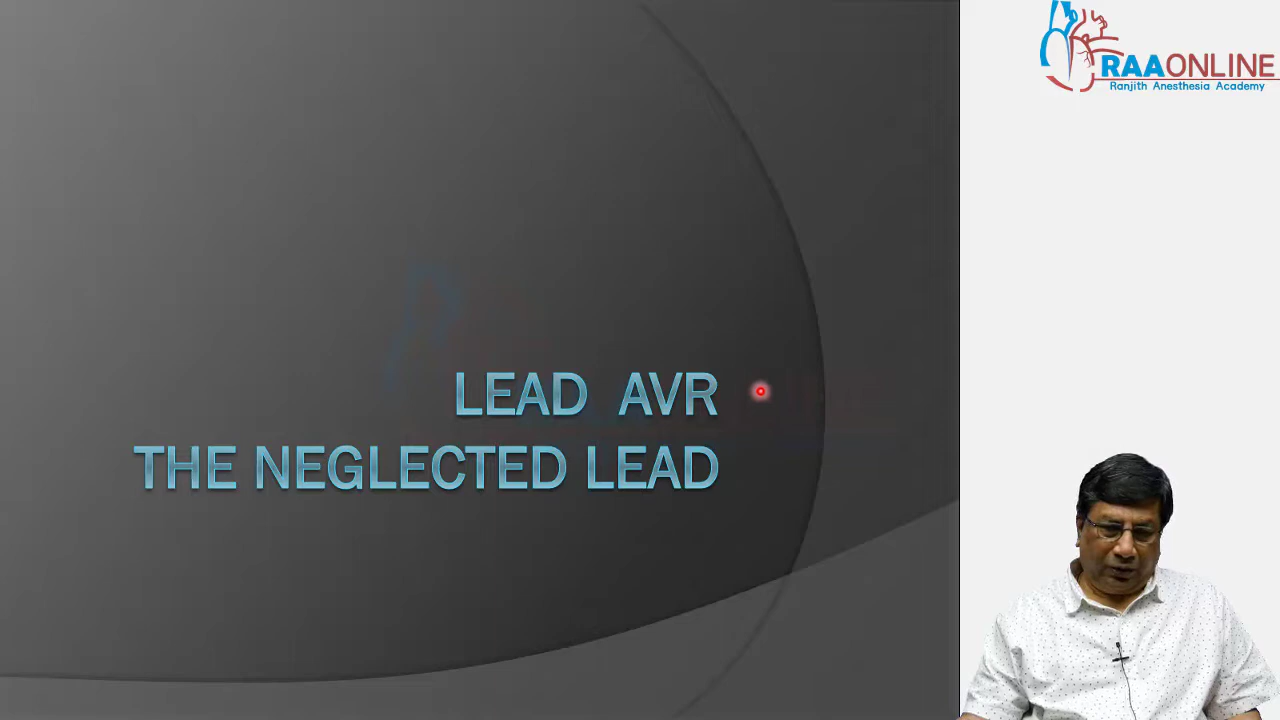 RAAONLINE
Ranjith Anesthesia Academy
LEAD AVR
THE NEGLECTED LEAD